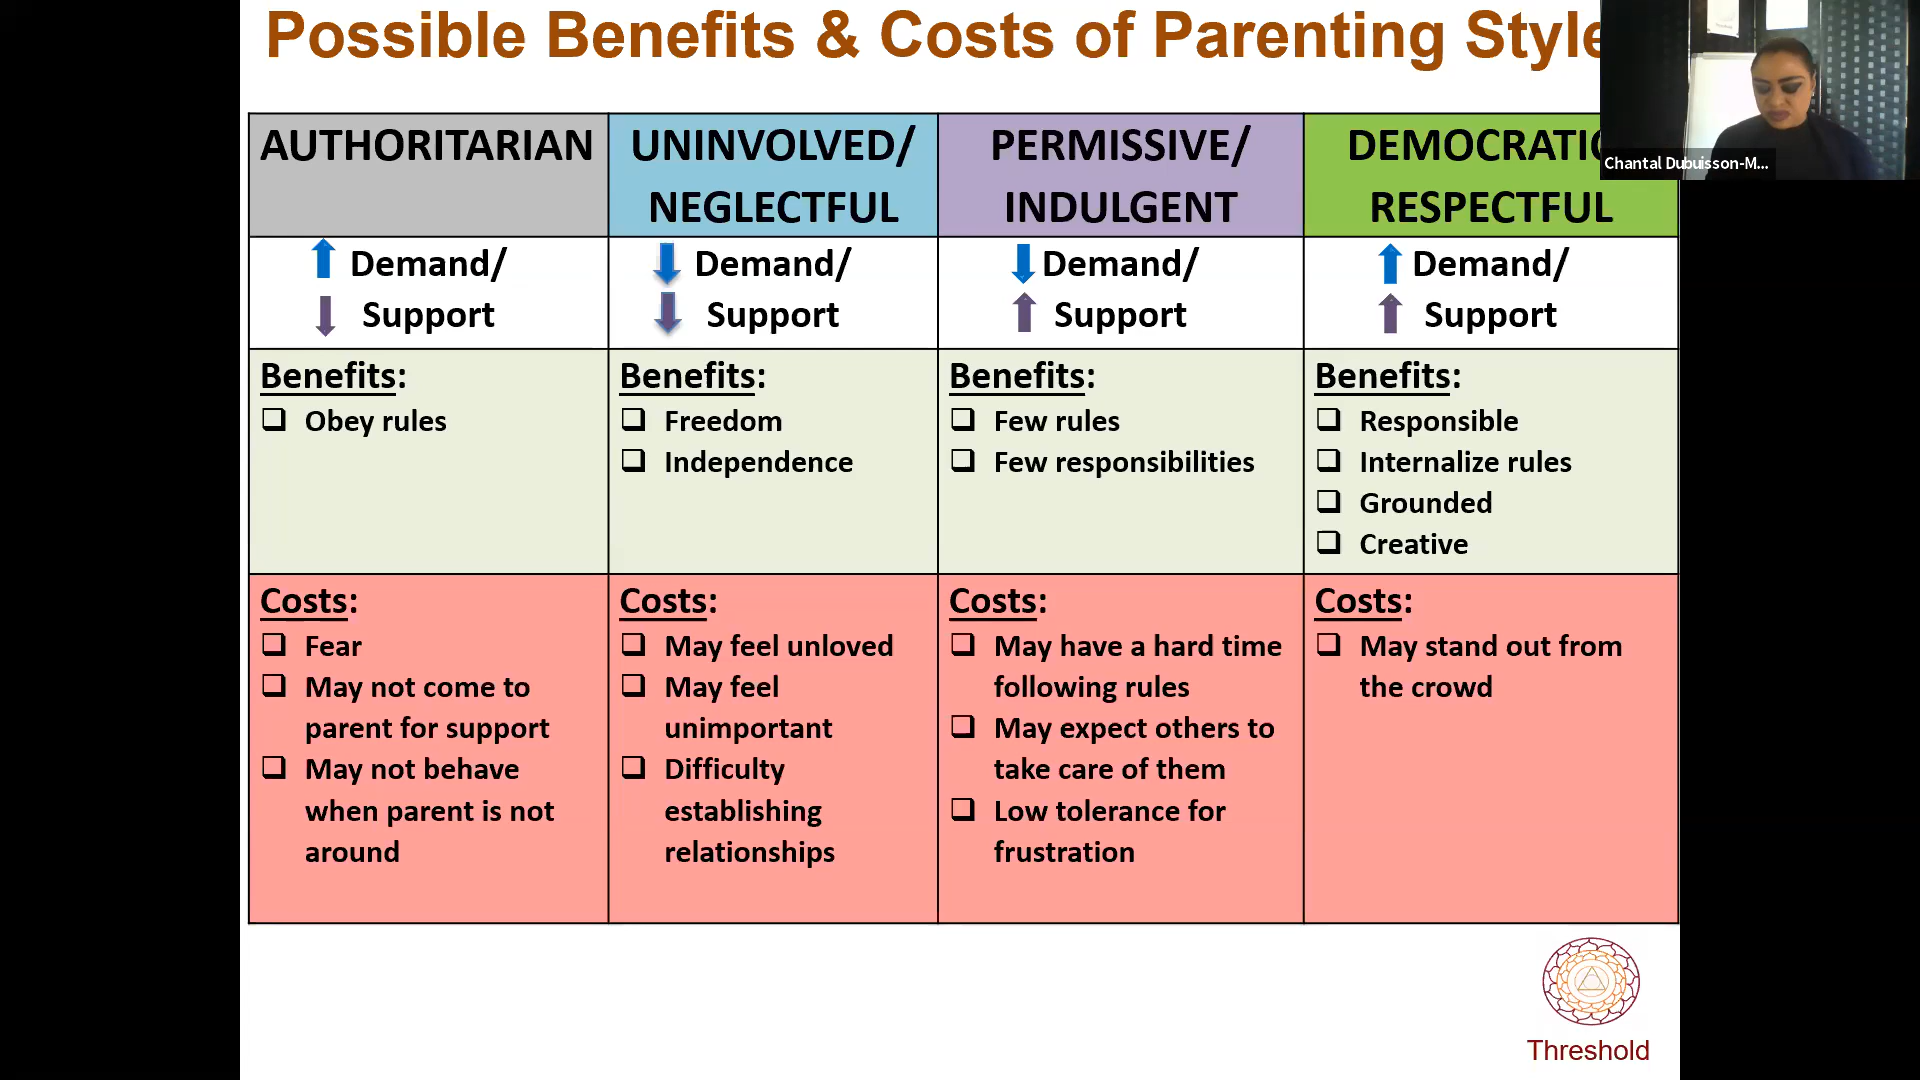 Possible Benefits & Costs of Parenting Style
Chantal Dubuisson-M...
AUTHORITARIAN
UNINVOLVED/
NEGLECTFUL
PERMISSIVE/
INDULGENT
DEMOCRATIC
RESPECTFUL
Demand/
Support
Demand/
Support
Demand/
Support
Demand/
Support
Benefits:
Obey rules
Benefits:
Freedom
Independence
Benefits:
Few rules
Few responsibilities
Benefits:
Responsible
Internalize rules
Grounded
Creative
Costs:
Fear
May not come to
parent for support
May not behave
when parent is not
around
Costs:
May feel unloved
May feel
unimportant
Difficulty
establishing
relationships
Costs:
May have a hard time
following rules
May expect others to
take care of them
Low tolerance for
frustration
Costs:
May stand out from
the crowd
Threshold